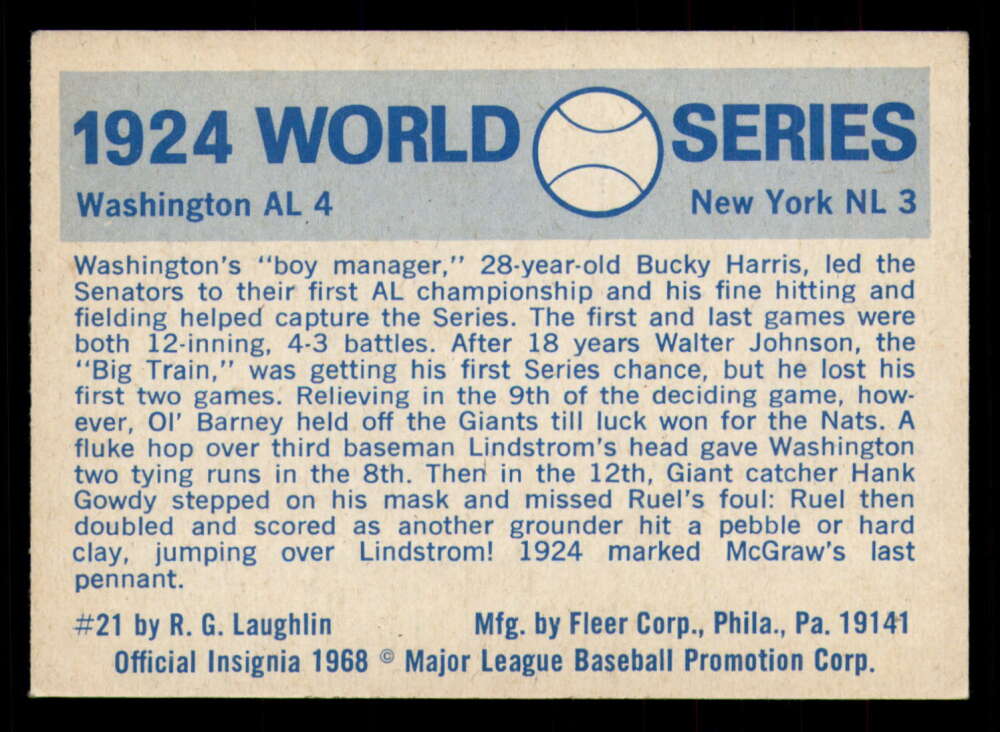 1924 WORLD SERIES
Washington AL 4 New York NL 3
Washington's "boy manager," 28-year-old Bucky Harris, led the
Senators to their first AL championship and his fine hitting and
fielding helped capture the Series. The first and last games were
both 12-inning, 4-3 battles. After 18 years Walter Johnson, the
"Big Train," was getting his first Series chance, but he lost his
first two games. Relieving in the 9th of the deciding game, how-
ever, Ol' Barney held off the Giants till luck won for the Nats. A
fluke hop over third baseman Lindstrom's head gave Washington
two tying runs in the 8th. Then in the 12th, Giant catcher Hank
Gowdy stepped on his mask and missed Ruel's foul: Ruel then
doubled and scored as another grounder hit a pebble or hard
clay, jumping over Lindstrom! 1924 marked McGraw's last
pennant.
#21 by R. G. Laughlin Mfg. by Fleer Corp., Phila., Pa. 19141
Official Insignia 1968 © Major League Baseball Promotion Corp.